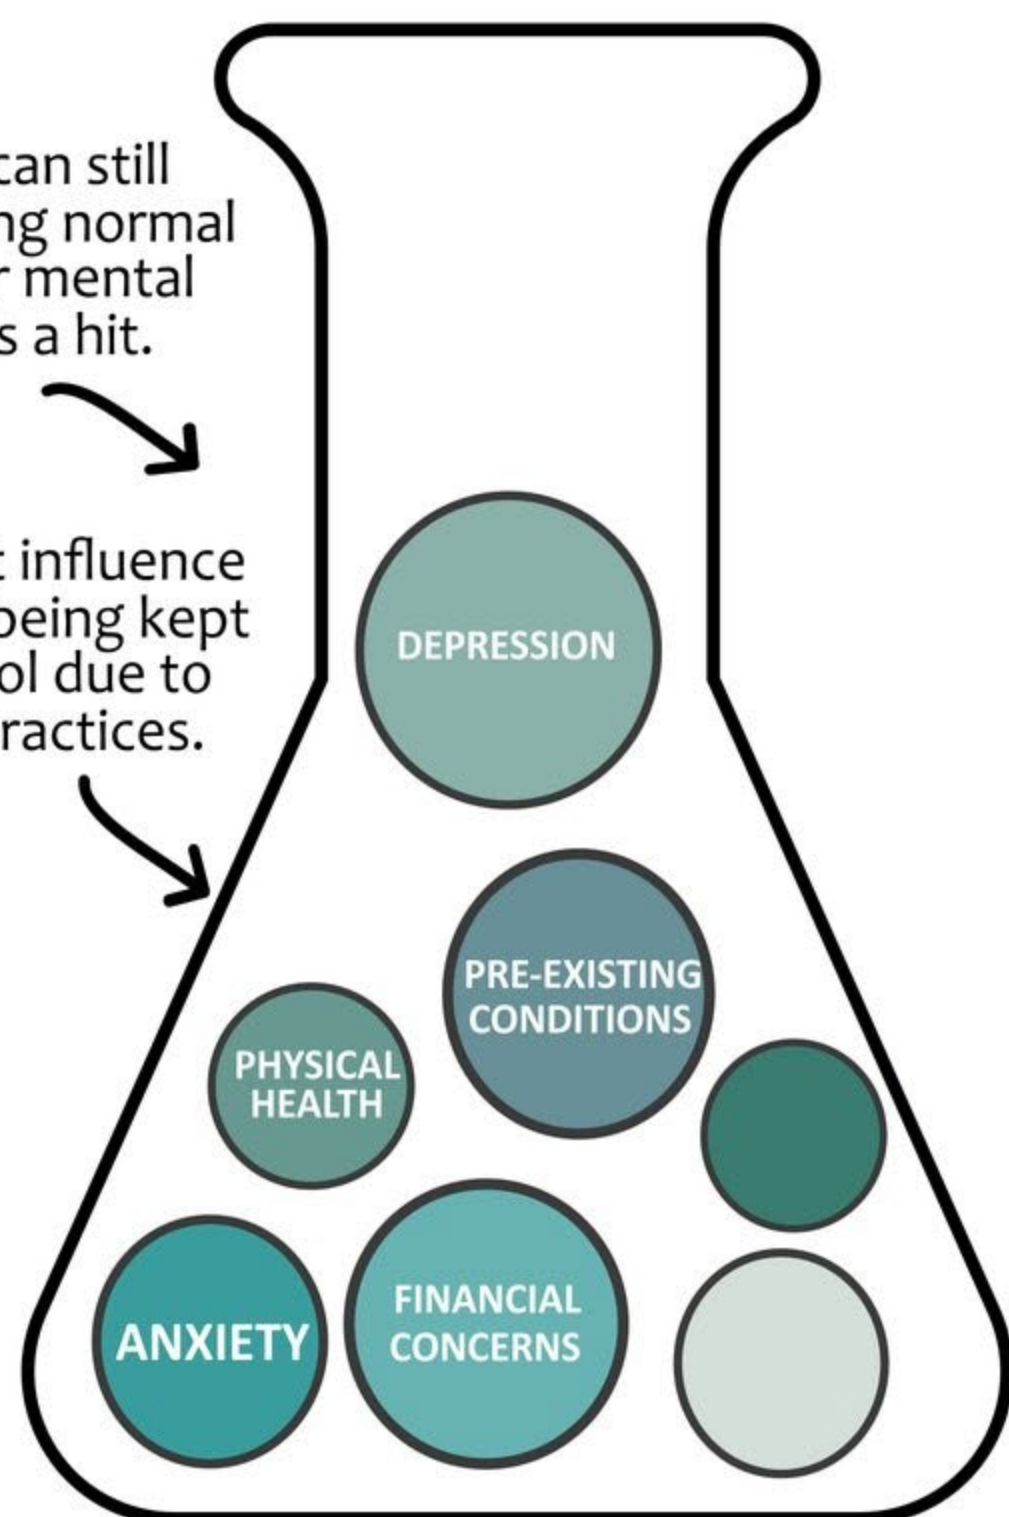 can still
ng normal
r mental
s a hit.
t influence
being kept
ol due to
ractices.
DEPRESSION
PRE-EXISTING
CONDITIONS
PHYSICAL
HEALTH
ANXIETY
FINANCIAL
CONCERNS